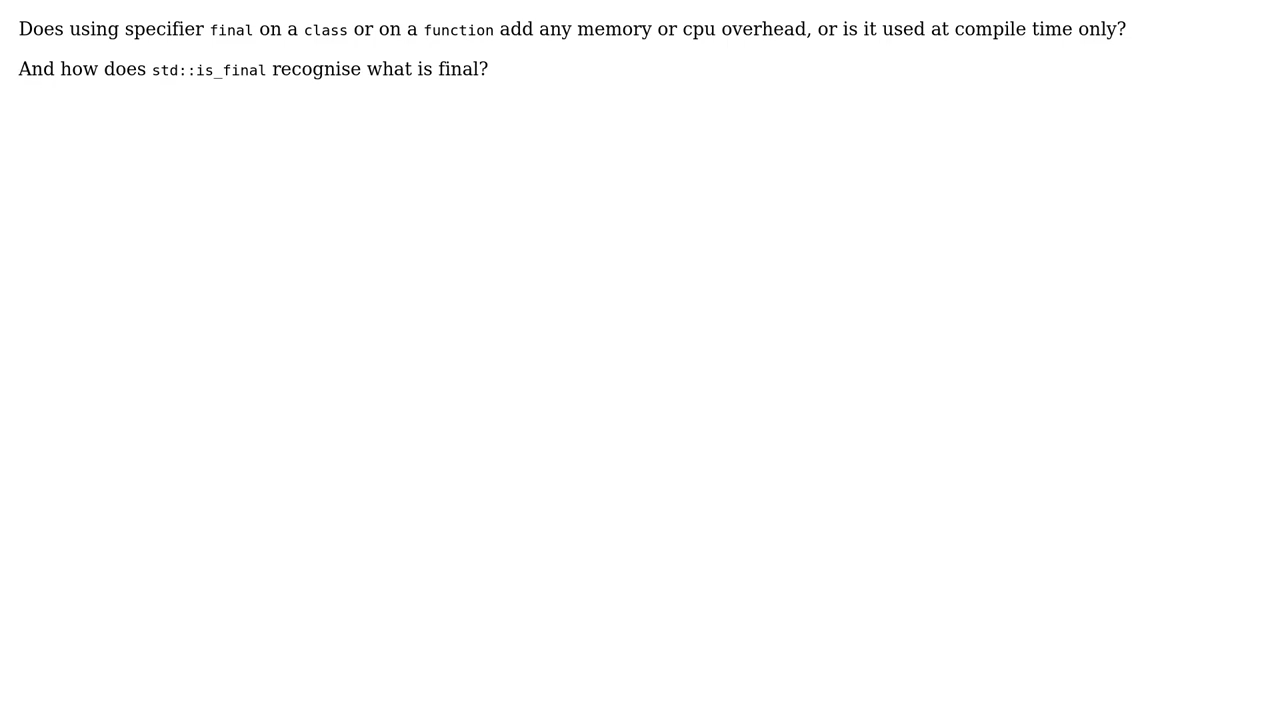 Does using specifier final on a class or on a function add any memory or cpu overhead, or is it used at compile time only?
And how does std::is_final recognise what is final?